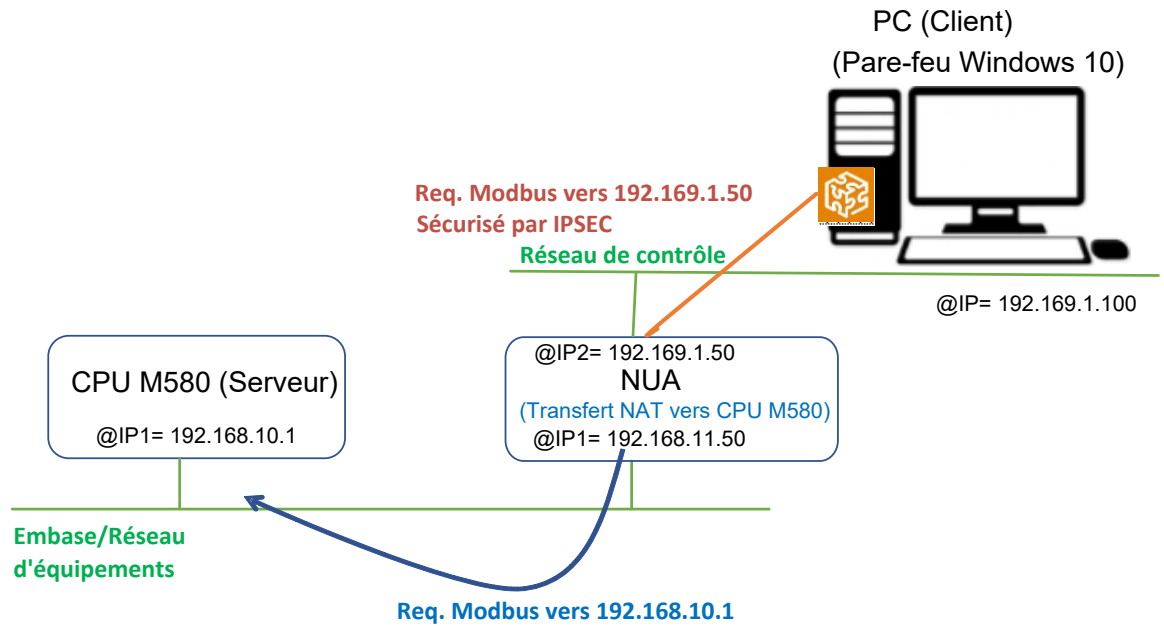 PC (Client)
(Pare-feu Windows 10)
Req. Modbus vers 192.169.1.50
Sécurisé par IPSEC
Réseau de contrôle
@IP= 192.169.1.100
@IP2= 192.169.1.50
NUA
(Transfert NAT vers CPU M580)
@IP1= 192.168.11.50
CPU M580 (Serveur)
@IP1= 192.168.10.1
Embase/Réseau
d'équipements
Req. Modbus vers 192.168.10.1